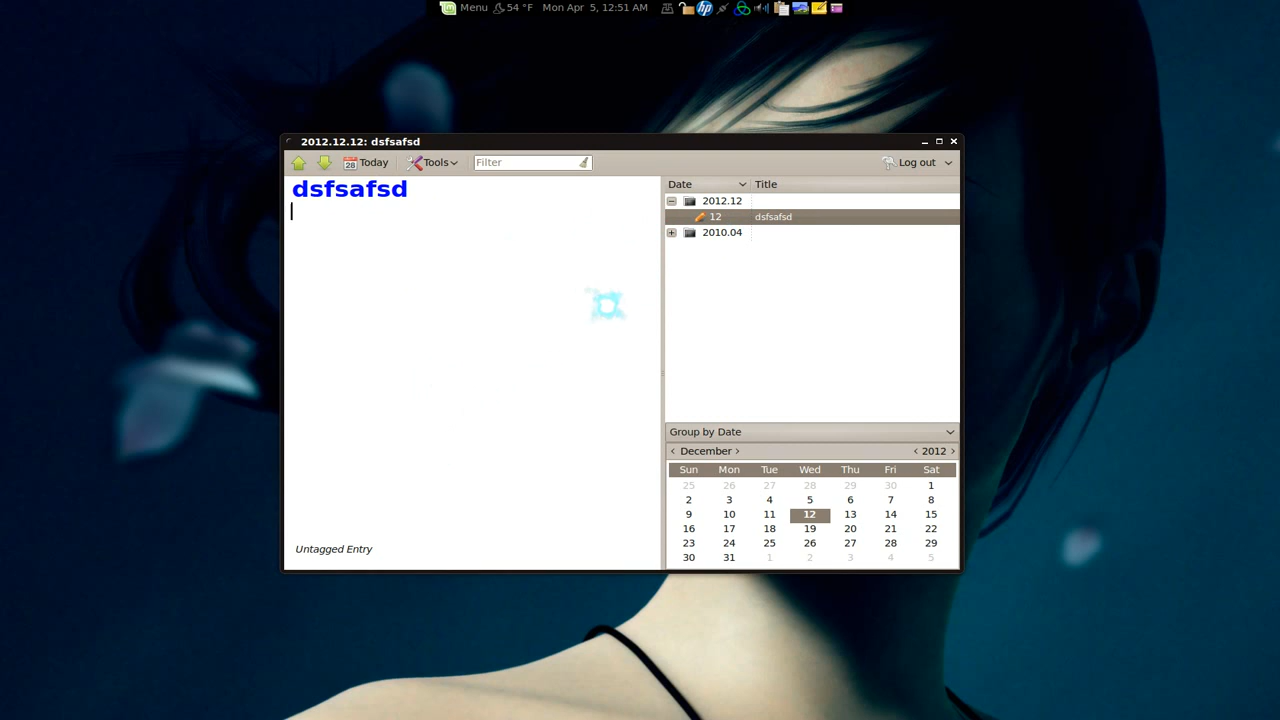 Menu 54 °F Mon Apr 5, 12:51 AM
2012.12.12: dsfsafsd
28 Today Tools Filter Log out
dsfsafsd
Untagged Entry
Date Title
2012.12
12 dsfsafsd
2010.04
Group by Date
December 2012
Sun Mon Tue Wed Thu Fri Sat
25 26 27 28 29 30 1
2 3 4 5 6 7 8
9 10 11 12 13 14 15
16 17 18 19 20 21 22
23 24 25 26 27 28 29
30 31 1 2 3 4 5